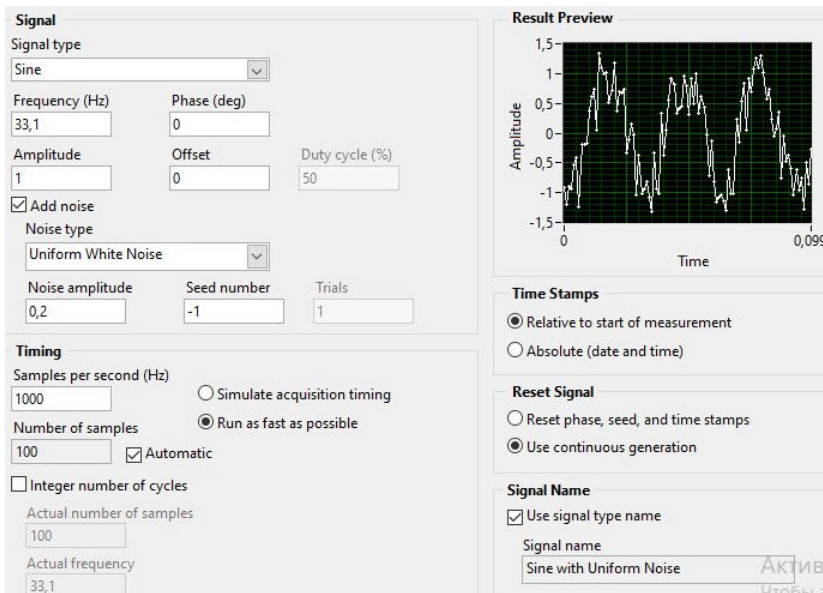 Signal
Signal type
Sine
Frequency (Hz) Phase (deg)
33,1 0
Amplitude Offset Duty cycle (%)
1 0 50
Add noise
Noise type
Uniform White Noise
Noise amplitude Seed number Trials
0,2 -1 1
Timing
Samples per second (Hz)
1000
Simulate acquisition timing
Run as fast as possible
Number of samples
100
Automatic
Integer number of cycles
Actual number of samples
100
Actual frequency
33,1
Result Preview
1,5
1
0,5
0
-0,5
-1
-1,5
Amplitude
0 0,099
Time
Time Stamps
Relative to start of measurement
Absolute (date and time)
Reset Signal
Reset phase, seed, and time stamps
Use continuous generation
Signal Name
Use signal type name
Signal name
Sine with Uniform Noise
Актив